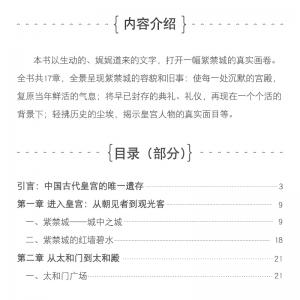 内容介绍
本书以生动的、娓娓道来的文字，打开一幅紫禁城的真实画卷。
全书共17章，全景呈现紫禁城的容貌和旧事：使每一处沉默的宫殿，
复原当年鲜活的气息；将早已封存的典礼、礼仪，再现在一个个活的
背景下；轻拂历史的尘埃，揭示皇宫人物的真实面目等。
目录（部分）
引言：中国古代皇宫的唯一遗存 3
第一章 进入皇宫：从朝见者到观光客 9
一、紫禁城——城中之城 9
二、紫禁城的红墙碧水 18
第二章 从太和门到太和殿 21
一、太和门广场 21